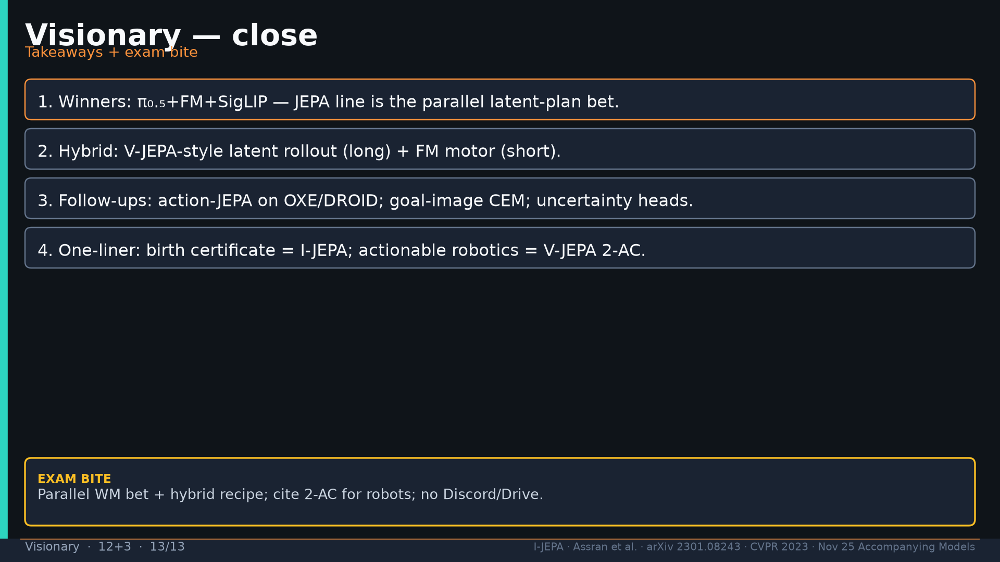 Visionary — close
Takeaways + exam bite
1. Winners: π₀.₅+FM+SigLIP — JEPA line is the parallel latent-plan bet.
2. Hybrid: V-JEPA-style latent rollout (long) + FM motor (short).
3. Follow-ups: action-JEPA on OXE/DROID; goal-image CEM; uncertainty heads.
4. One-liner: birth certificate = I-JEPA; actionable robotics = V-JEPA 2-AC.
EXAM BITE
Parallel WM bet + hybrid recipe; cite 2-AC for robots; no Discord/Drive.
Visionary · 12+3 · 13/13
I-JEPA · Assran et al. · arXiv 2301.08243 · CVPR 2023 · Nov 25 Accompanying Models